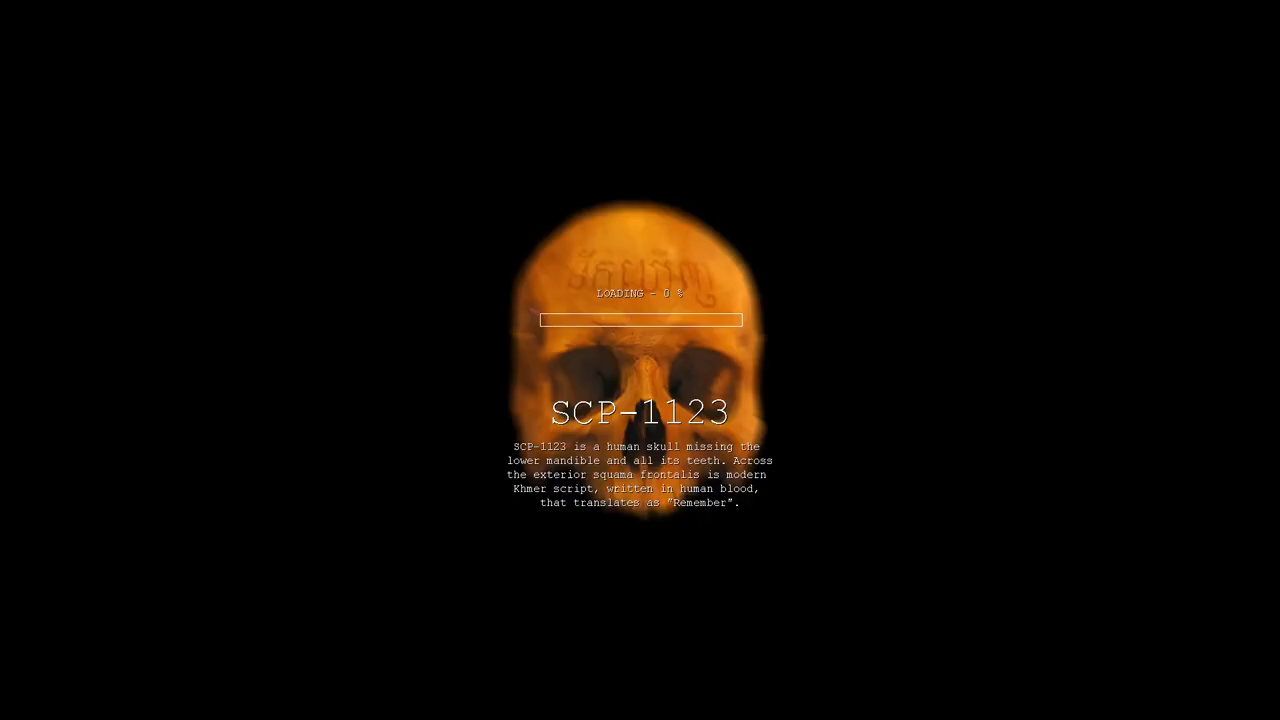 LOADING - 0 %
SCP-1123
SCP-1123 is a human skull missing the
lower mandible and all its teeth. Across
the exterior squama frontalis is modern
Khmer script, written in human blood,
that translates as "Remember".